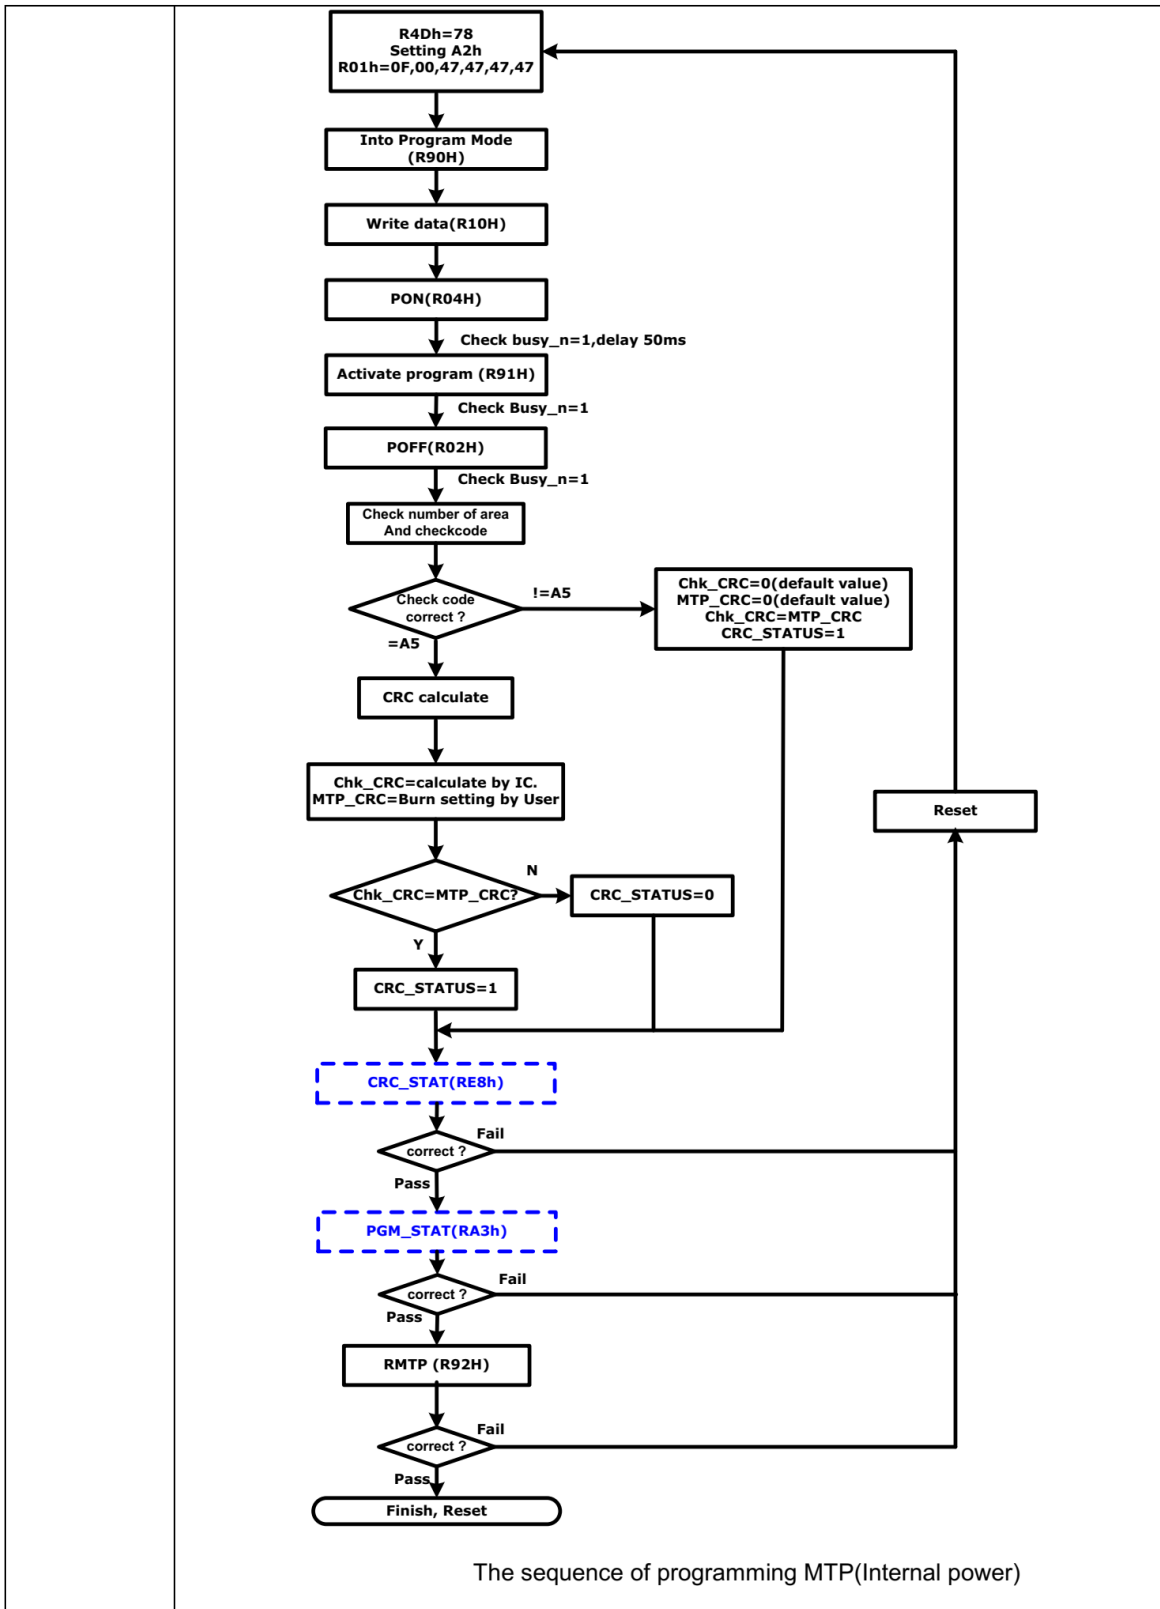 R4Dh=78
Setting A2h
R01h=0F,00,47,47,47,47
Into Program Mode
(R90H)
Write data(R10H)
PON(R04H)
Check busy_n=1,delay 50ms
Activate program (R91H)
Check Busy_n=1
POFF(R02H)
Check Busy_n=1
Check number of area
And checkcode
Check code
correct ?
!=A5
=A5
Chk_CRC=0(default value)
MTP_CRC=0(default value)
Chk_CRC=MTP_CRC
CRC_STATUS=1
CRC calculate
Chk_CRC=calculate by IC.
MTP_CRC=Burn setting by User
Reset
Chk_CRC=MTP_CRC?
N
CRC_STATUS=0
Y
CRC_STATUS=1
CRC_STAT(RE8h)
correct ?
Fail
Pass
PGM_STAT(RA3h)
correct ?
Fail
Pass
RMTP (R92H)
correct ?
Fail
Pass
Finish, Reset
The sequence of programming MTP(Internal power)